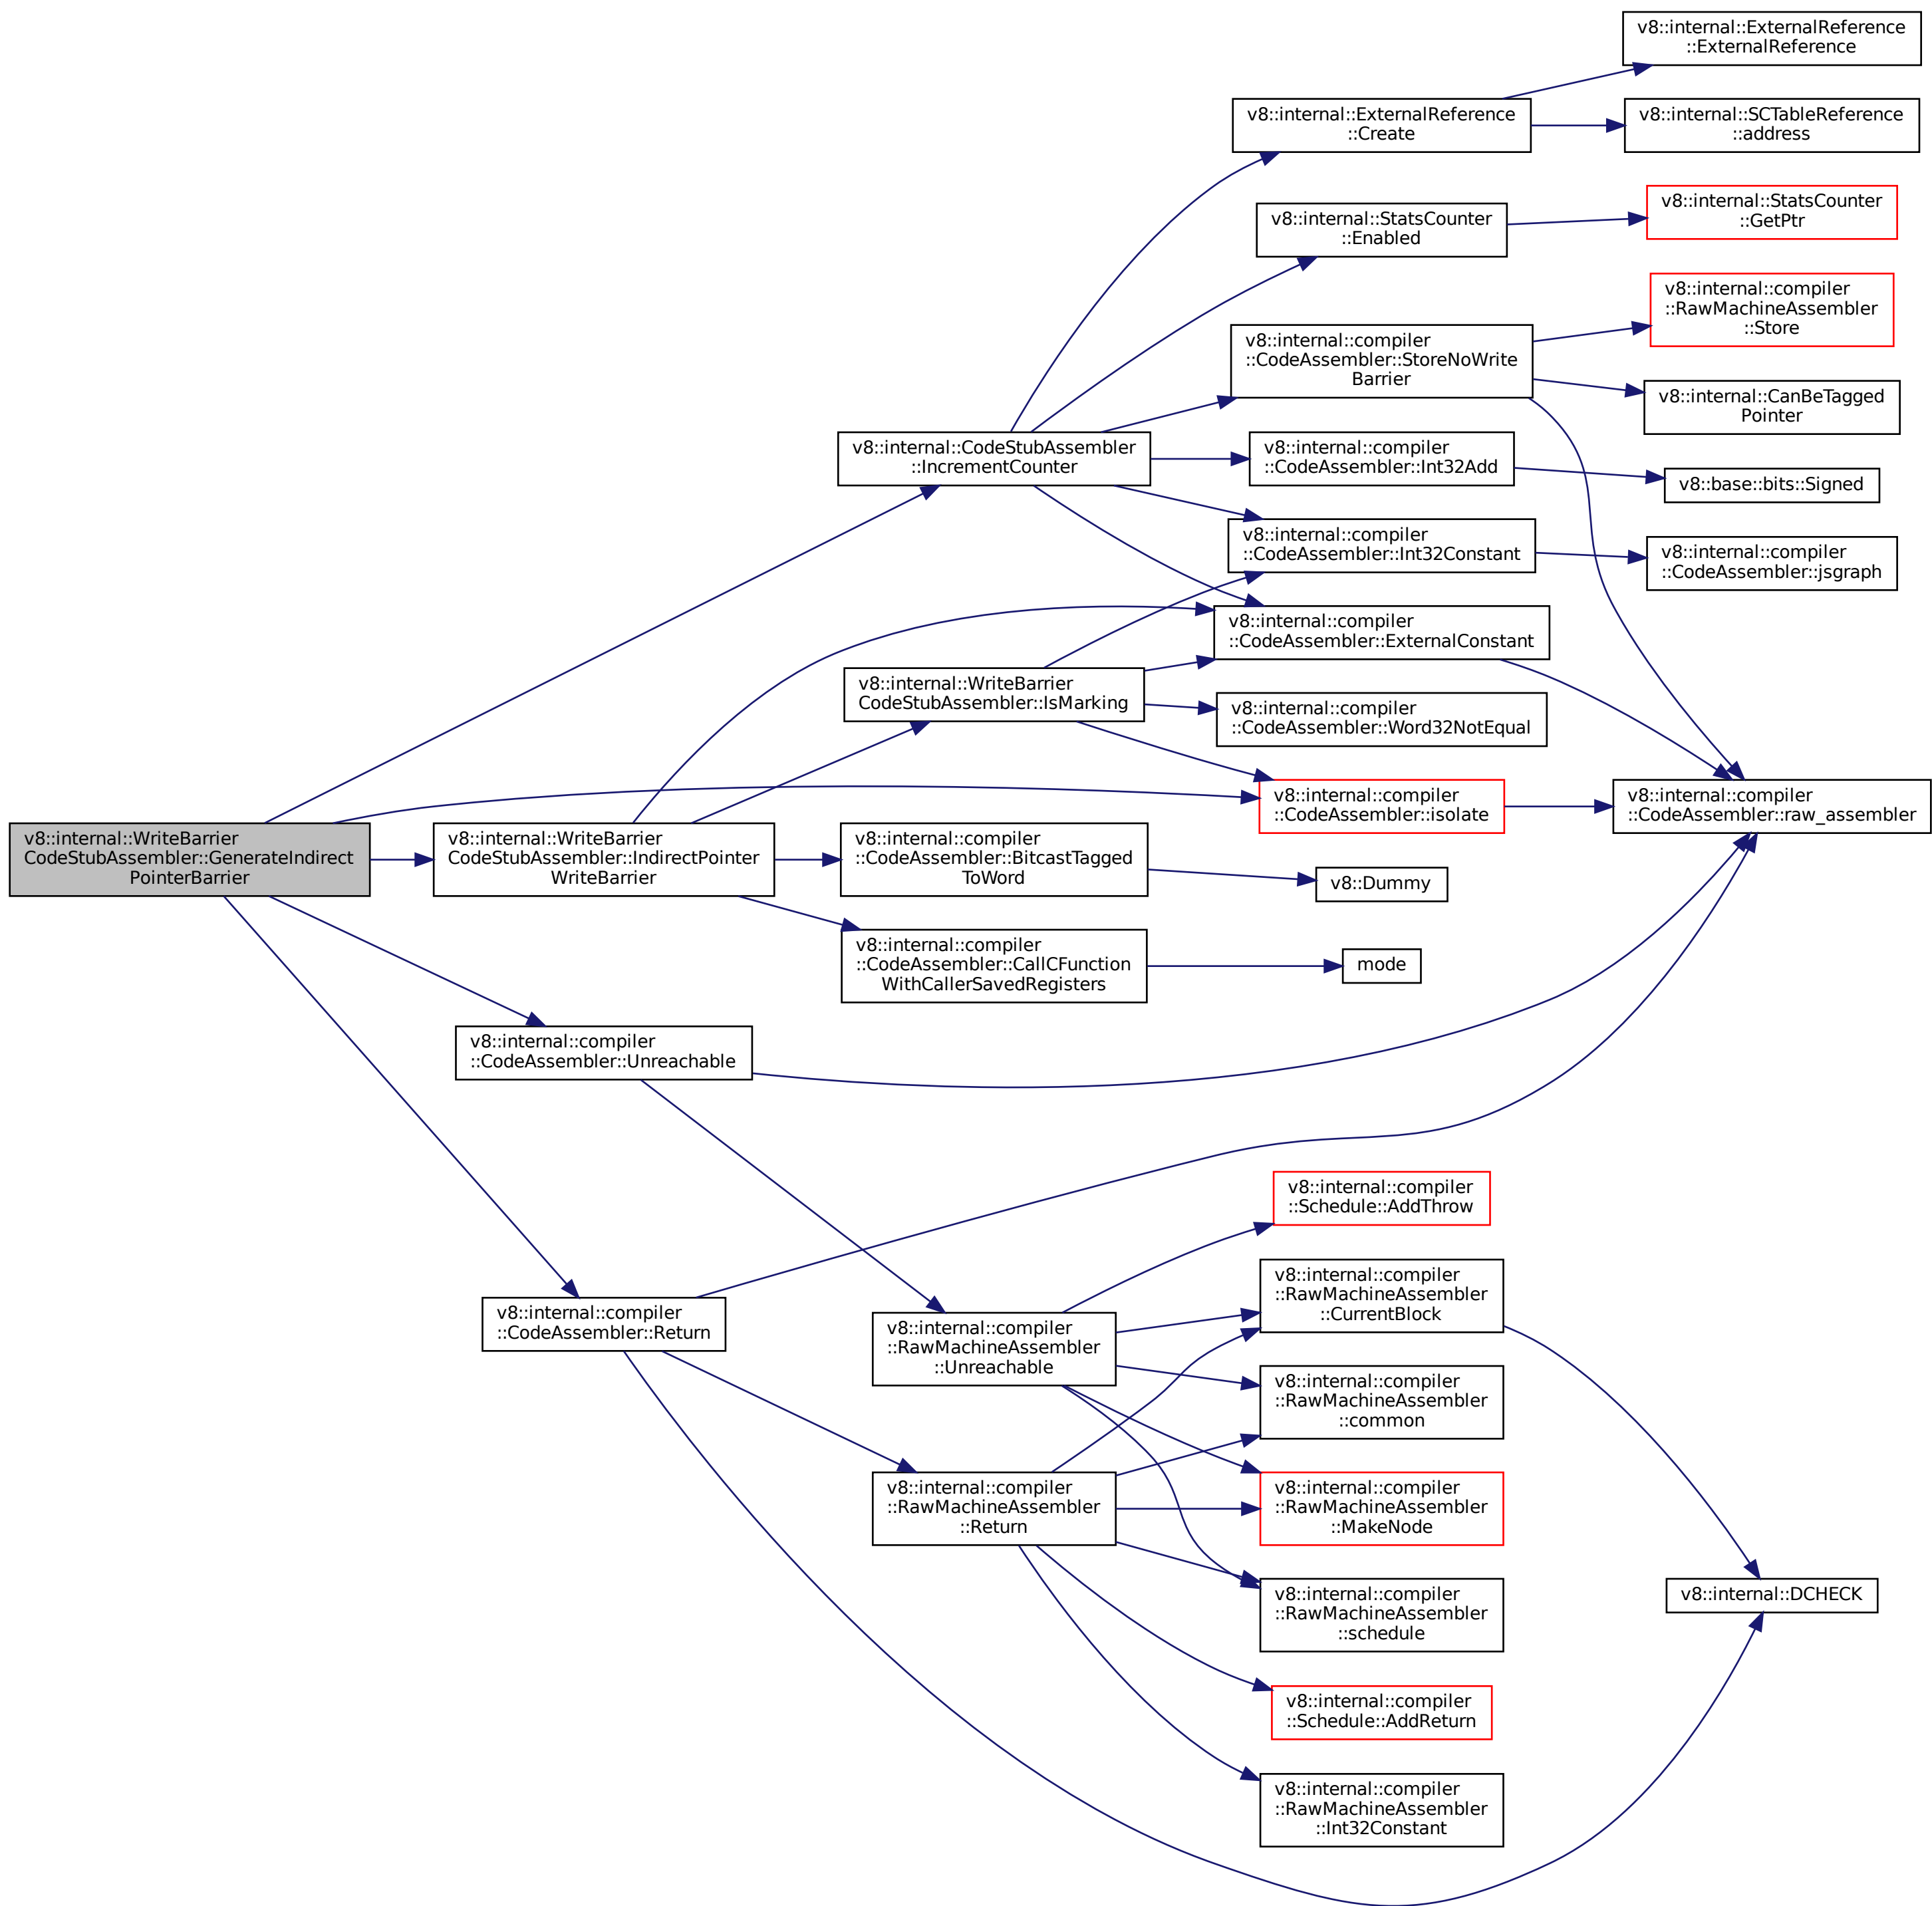 v8::internal::ExternalReference
::ExternalReference
v8::internal::ExternalReference
::Create
v8::internal::SCTableReference
::address
v8::internal::StatsCounter
::Enabled
v8::internal::StatsCounter
::GetPtr
v8::internal::compiler
::RawMachineAssembler
::Store
v8::internal::compiler
::CodeAssembler::StoreNoWrite
Barrier
v8::internal::CanBeTagged
Pointer
v8::internal::CodeStubAssembler
::IncrementCounter
v8::internal::compiler
::CodeAssembler::Int32Add
v8::base::bits::Signed
v8::internal::compiler
::CodeAssembler::Int32Constant
v8::internal::compiler
::CodeAssembler::jsgraph
v8::internal::compiler
::CodeAssembler::ExternalConstant
v8::internal::WriteBarrier
CodeStubAssembler::IsMarking
v8::internal::compiler
::CodeAssembler::Word32NotEqual
v8::internal::compiler
::CodeAssembler::isolate
v8::internal::compiler
::CodeAssembler::raw_assembler
v8::internal::WriteBarrier
CodeStubAssembler::GenerateIndirect
PointerBarrier
v8::internal::WriteBarrier
CodeStubAssembler::IndirectPointer
WriteBarrier
v8::internal::compiler
::CodeAssembler::BitcastTagged
ToWord
v8::Dummy
v8::internal::compiler
::CodeAssembler::CallCFunction
WithCallerSavedRegisters
mode
v8::internal::compiler
::CodeAssembler::Unreachable
v8::internal::compiler
::Schedule::AddThrow
v8::internal::compiler
::RawMachineAssembler
::CurrentBlock
v8::internal::compiler
::CodeAssembler::Return
v8::internal::compiler
::RawMachineAssembler
::Unreachable
v8::internal::compiler
::RawMachineAssembler
::common
v8::internal::compiler
::RawMachineAssembler
::Return
v8::internal::compiler
::RawMachineAssembler
::MakeNode
v8::internal::compiler
::RawMachineAssembler
::schedule
v8::internal::DCHECK
v8::internal::compiler
::Schedule::AddReturn
v8::internal::compiler
::RawMachineAssembler
::Int32Constant